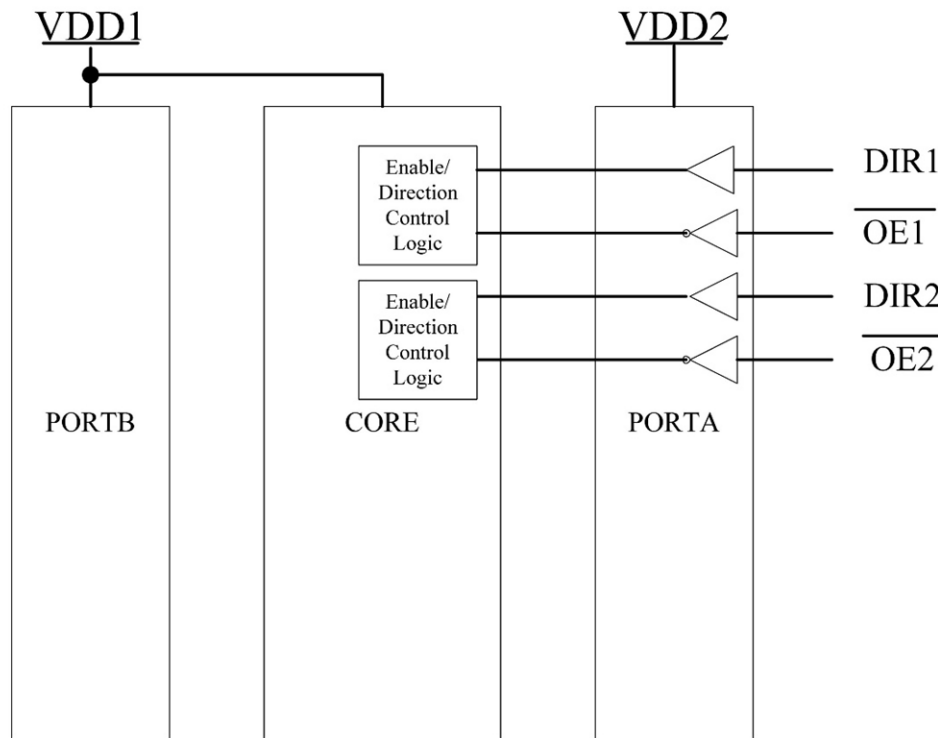 VDD1
VDD2
Enable/
Direction
Control
Logic
DIR1
OE1
Enable/
Direction
Control
Logic
DIR2
OE2
PORTB
CORE
PORTA